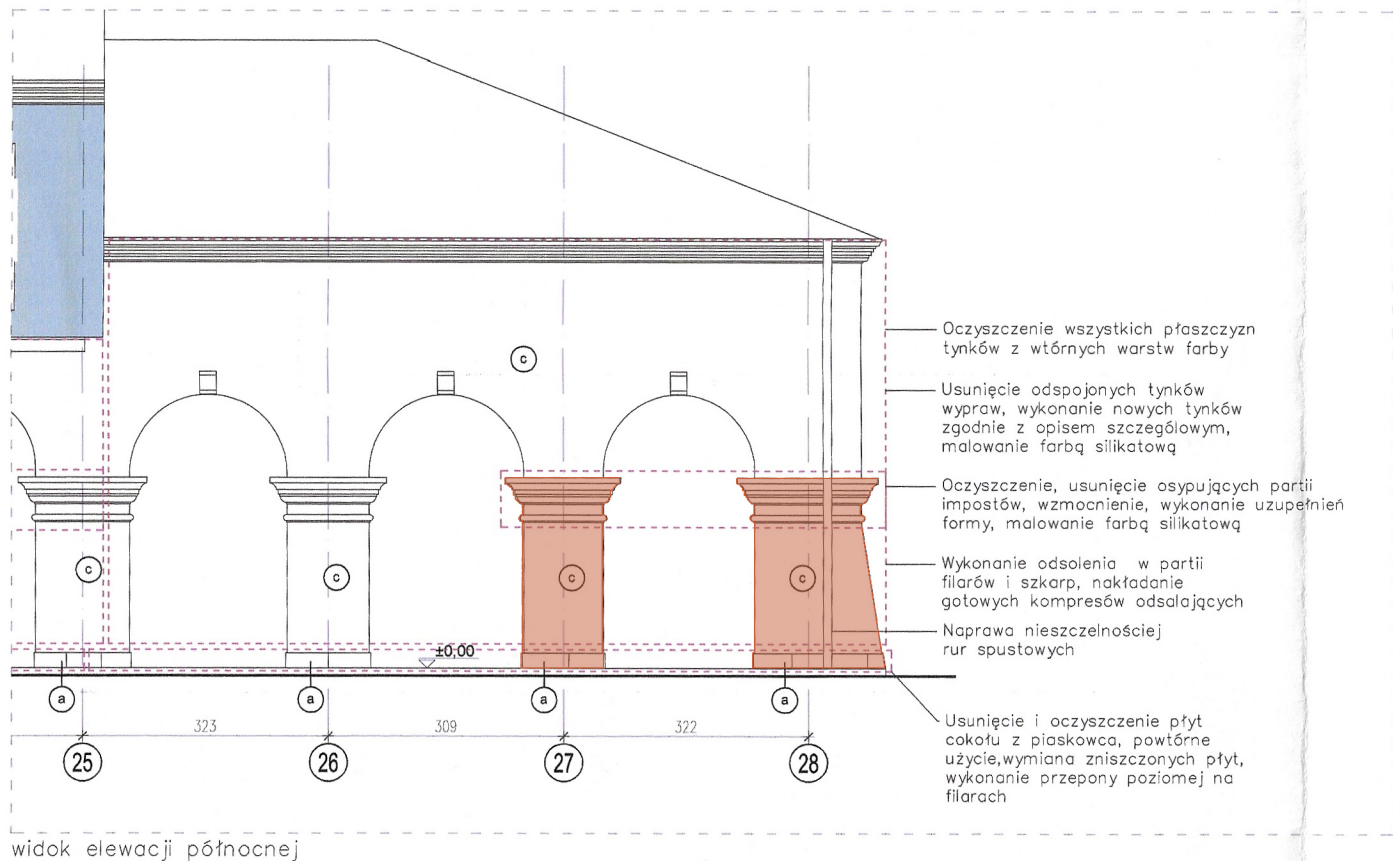 Oczyszczenie wszystkich płaszczyzn
tynków z wtórnych warstw farby
c
Usunięcie odspojonych tynków
wypraw, wykonanie nowych tynków
zgodnie z opisem szczegółowym,
malowanie farbą silikatową
Oczyszczenie, usunięcie osypujących partii
impostów, wzmocnienie, wykonanie uzupełnień
formy, malowanie farbą silikatową
c c c c
Wykonanie odsolenia w partii
filarów i szkarp, nakładanie
gotowych kompresów odsalających
Naprawa nieszczelnościej
rur spustowych
±0,00
a a a a
Usunięcie i oczyszczenie płyt
cokołu z piaskowca, powtórne
użycie,wymiana zniszczonych płyt,
wykonanie przepony poziomej na
filarach
323 309 322
25 26 27 28
widok elewacji północnej